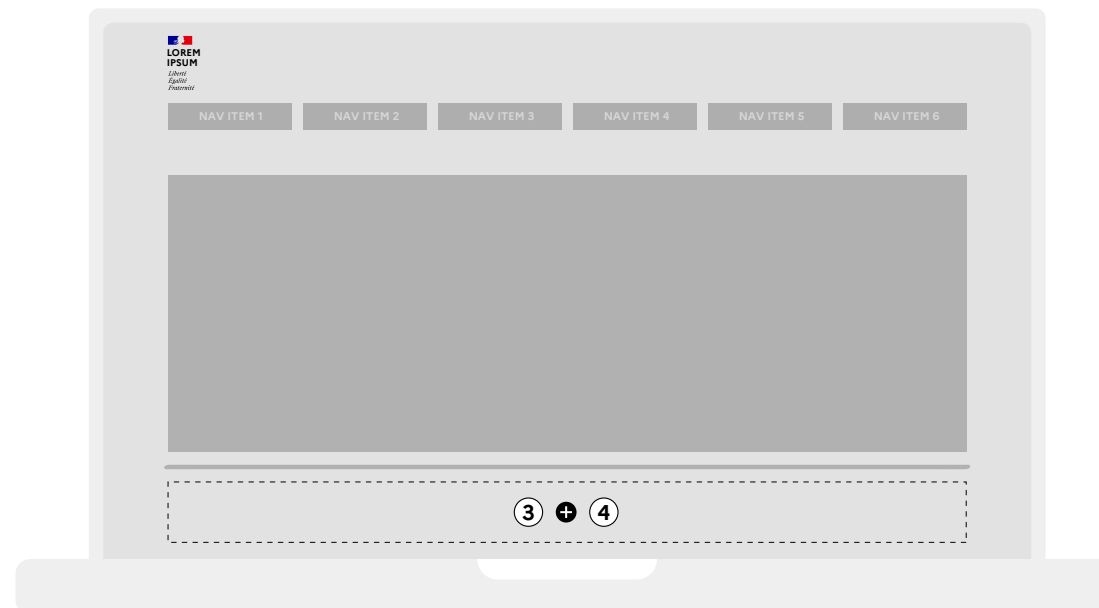 LOREM
IPSUM
Liberté
Égalité
Fraternité
NAV ITEM 1 NAV ITEM 2 NAV ITEM 3 NAV ITEM 4 NAV ITEM 5 NAV ITEM 6
3 + 4